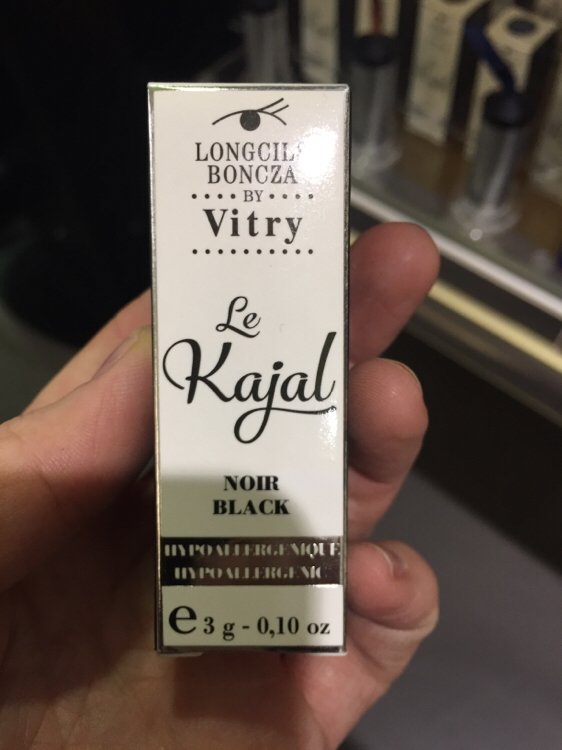 LONGCILS
BONCZA
BY
Vitry
Le
Kajal
NOIR
BLACK
HYPOALLERGENIQUE
HYPOALLERGENIC
e 3 g - 0,10 oz